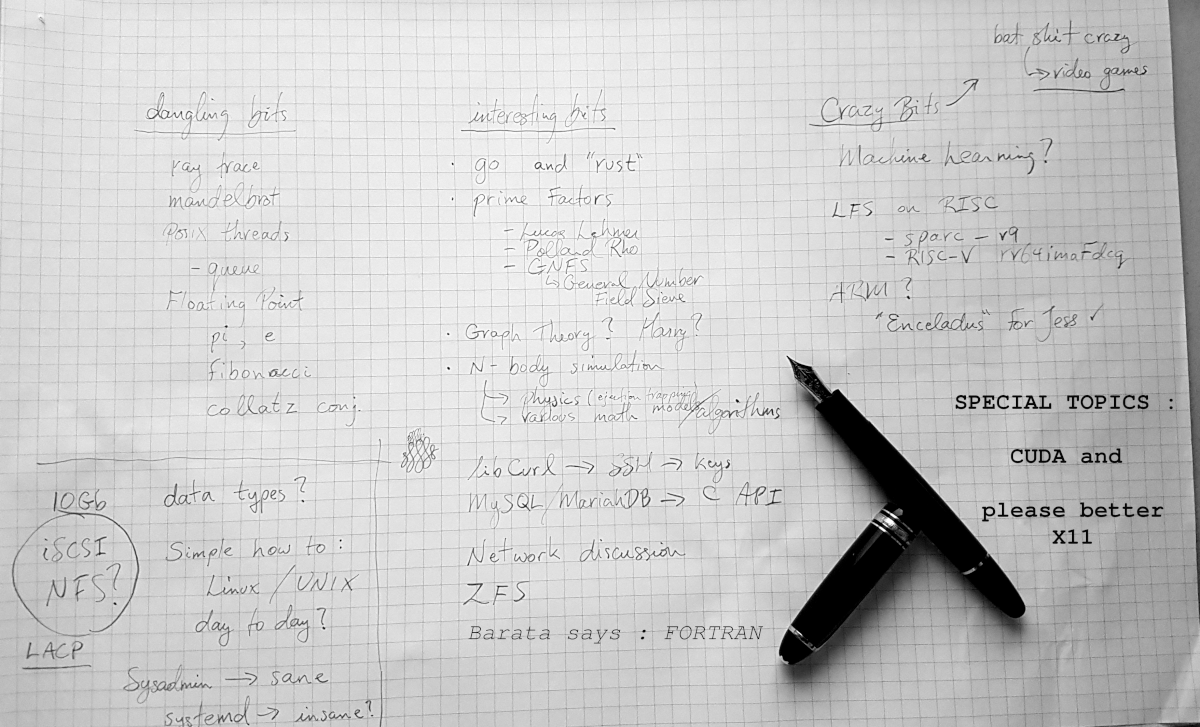 bat shit crazy
→ video games
dangling bits
ray trace
mandelbrot
Posix threads
- queue
Floating Point
pi, e
fibonacci
collatz conj.
interesting bits
· go and "rust"
· prime Factors
- Lucas Lehmer
- Polland Rho
- GNFS
↳ General Number
Field Sieve
· Graph Theory? Harry?
· N-body simulation
→ physics (ejection trapping)
→ various math models/algorithms
libCurl → SSH → keys
MySQL/MariahDB → C API
Network discussion
ZFS
Barata says : FORTRAN
Crazy Bits
Machine Learning?
LFS on RISC
- sparc - v9
- RISC-V rv64imafdcq
ARM?
"Enceladus" for Jess ✓
SPECIAL TOPICS :
CUDA and
please better
X11
10Gb
iSCSI
NFS?
LACP
data types?
Simple how to:
Linux/UNIX
day to day?
Sysadmin → sane
systemd → insane?